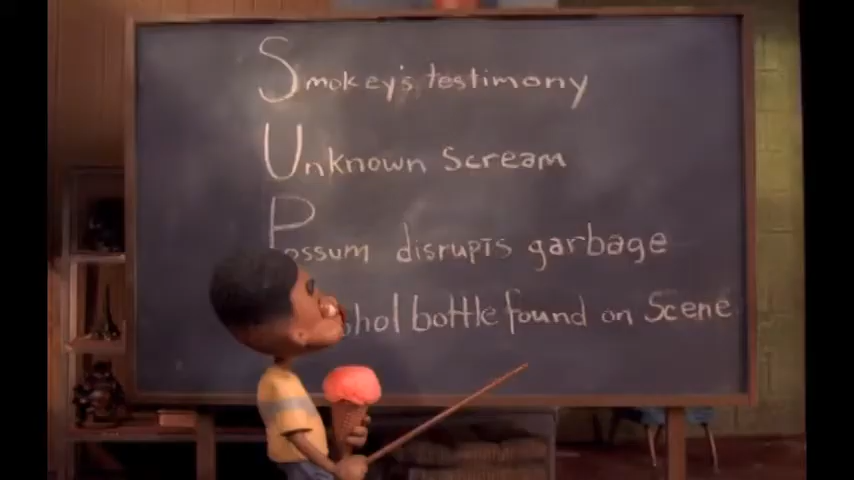 Smokey's testimony
Unknown Scream
Possum disrupts garbage
bottle found on Scene